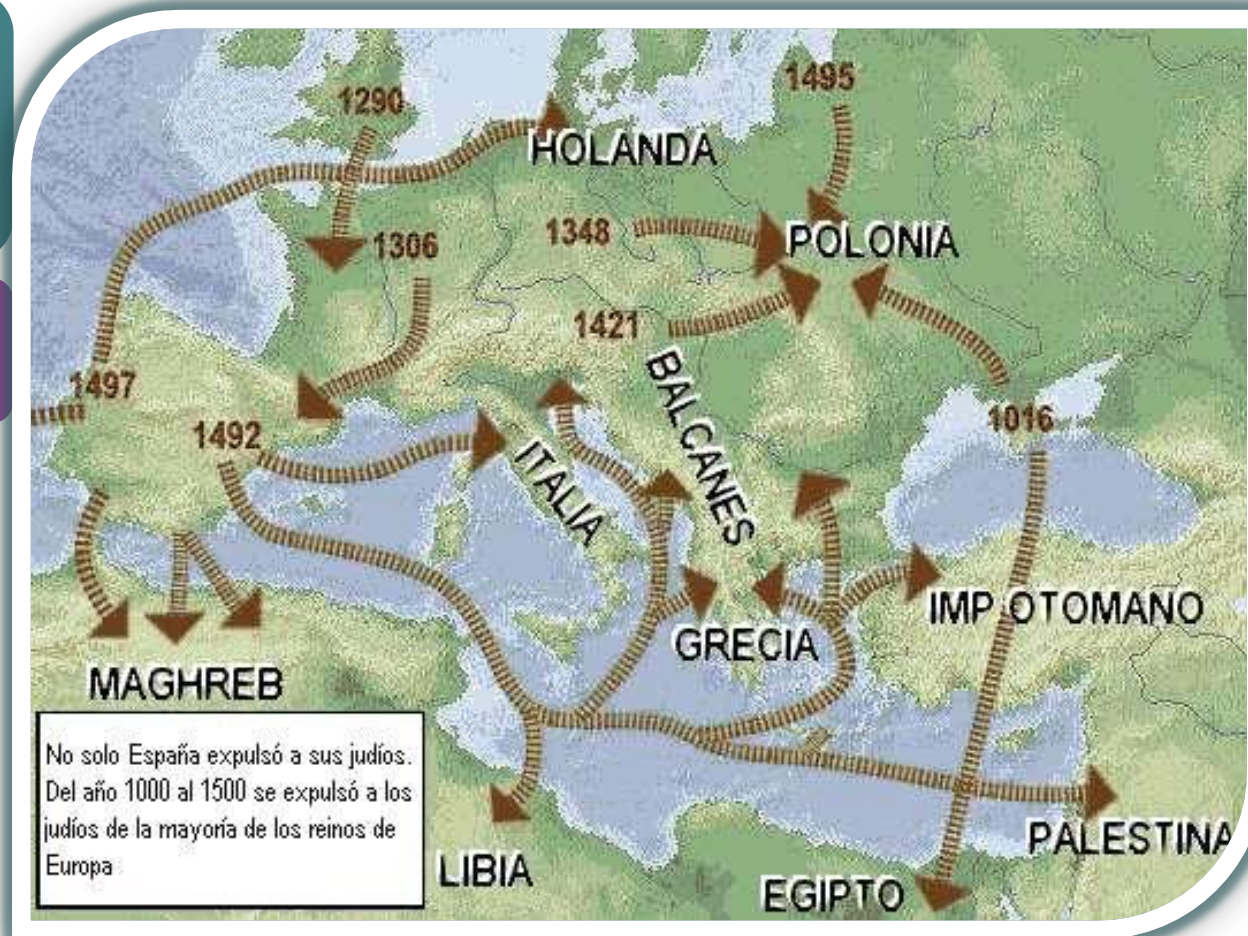 1495
1290
HOLANDA
1306
1348
POLONIA
1421
1497
BALCANES
1492
1016
ITALIA
IMP OTOMANO
GRECIA
MAGHREB
No solo España expulsó a sus judíos.
Del año 1000 al 1500 se expulsó a los
judíos de la mayoría de los reinos de
Europa
PALESTINA
LIBIA
EGIPTO